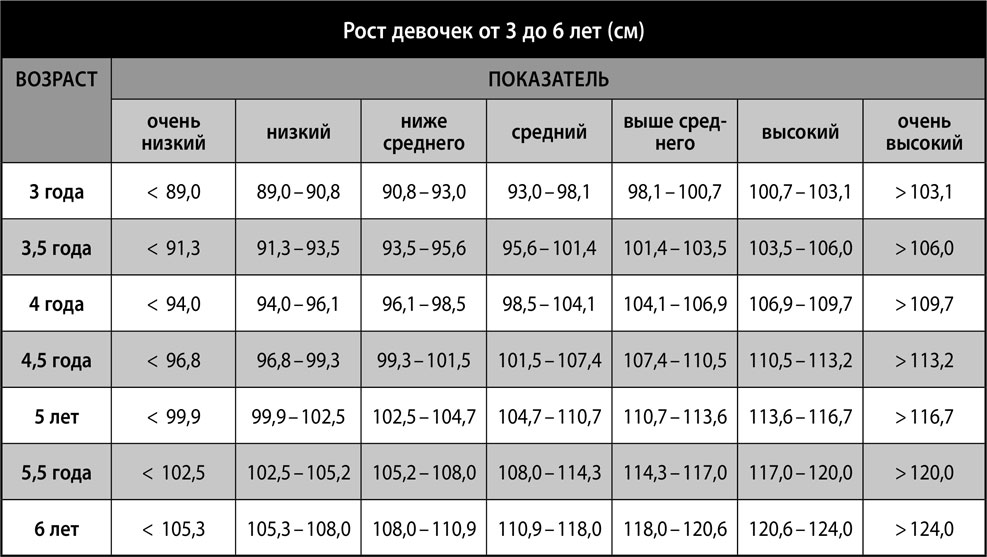 Рост девочек от 3 до 6 лет (см)
ВОЗРАСТ ПОКАЗАТЕЛЬ
очень низкий низкий ниже среднего средний выше сред-него высокий очень высокий
3 года < 89,0 89,0 – 90,8 90,8 – 93,0 93,0 – 98,1 98,1 – 100,7 100,7 – 103,1 > 103,1
3,5 года < 91,3 91,3 – 93,5 93,5 – 95,6 95,6 – 101,4 101,4 – 103,5 103,5 – 106,0 > 106,0
4 года < 94,0 94,0 – 96,1 96,1 – 98,5 98,5 – 104,1 104,1 – 106,9 106,9 – 109,7 > 109,7
4,5 года < 96,8 96,8 – 99,3 99,3 – 101,5 101,5 – 107,4 107,4 – 110,5 110,5 – 113,2 > 113,2
5 лет < 99,9 99,9 – 102,5 102,5 – 104,7 104,7 – 110,7 110,7 – 113,6 113,6 – 116,7 > 116,7
5,5 года < 102,5 102,5 – 105,2 105,2 – 108,0 108,0 – 114,3 114,3 – 117,0 117,0 – 120,0 > 120,0
6 лет < 105,3 105,3 – 108,0 108,0 – 110,9 110,9 – 118,0 118,0 – 120,6 120,6 – 124,0 > 124,0